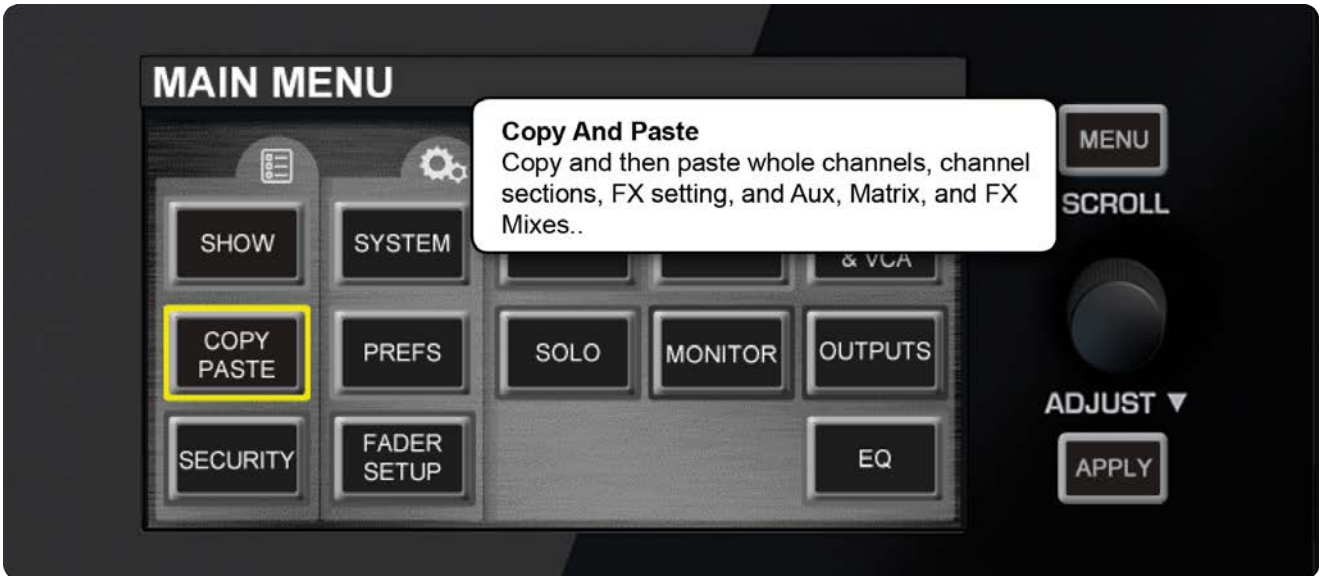 MAIN MENU
Copy And Paste
Copy and then paste whole channels, channel
sections, FX setting, and Aux, Matrix, and FX
Mixes..
MENU
SCROLL
SHOW
SYSTEM
& VCA
COPY
PASTE
PREFS
SOLO
MONITOR
OUTPUTS
ADJUST ▼
SECURITY
FADER
SETUP
EQ
APPLY